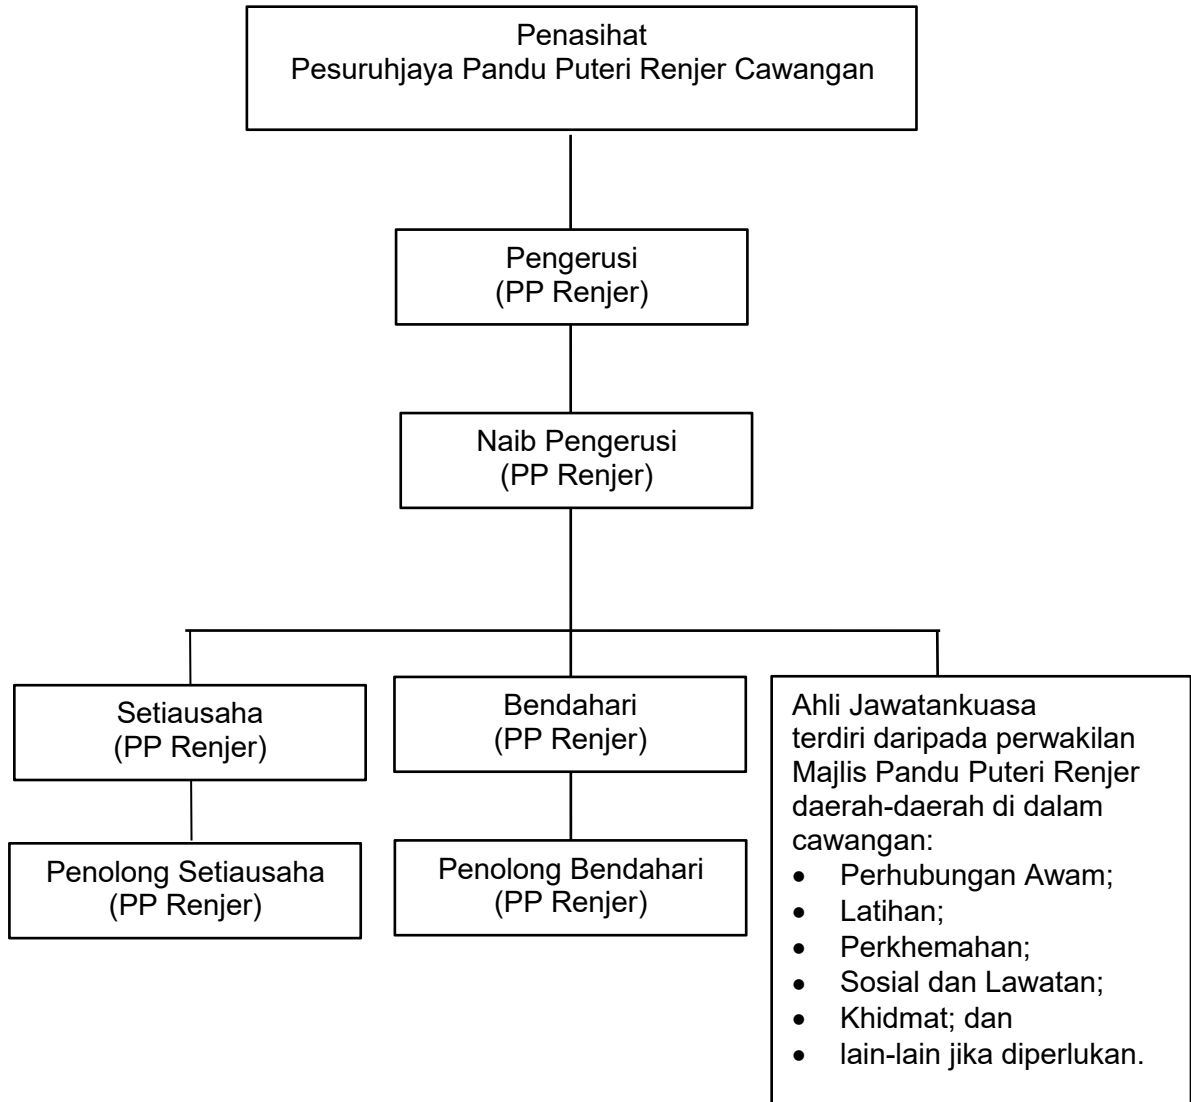 Penasihat
Pesuruhjaya Pandu Puteri Renjer Cawangan
Pengerusi
(PP Renjer)
Naib Pengerusi
(PP Renjer)
Setiausaha
(PP Renjer)
Penolong Setiausaha
(PP Renjer)
Bendahari
(PP Renjer)
Penolong Bendahari
(PP Renjer)
Ahli Jawatankuasa
terdiri daripada perwakilan
Majlis Pandu Puteri Renjer
daerah-daerah di dalam
cawangan:
• Perhubungan Awam;
• Latihan;
• Perkhemahan;
• Sosial dan Lawatan;
• Khidmat; dan
• lain-lain jika diperlukan.